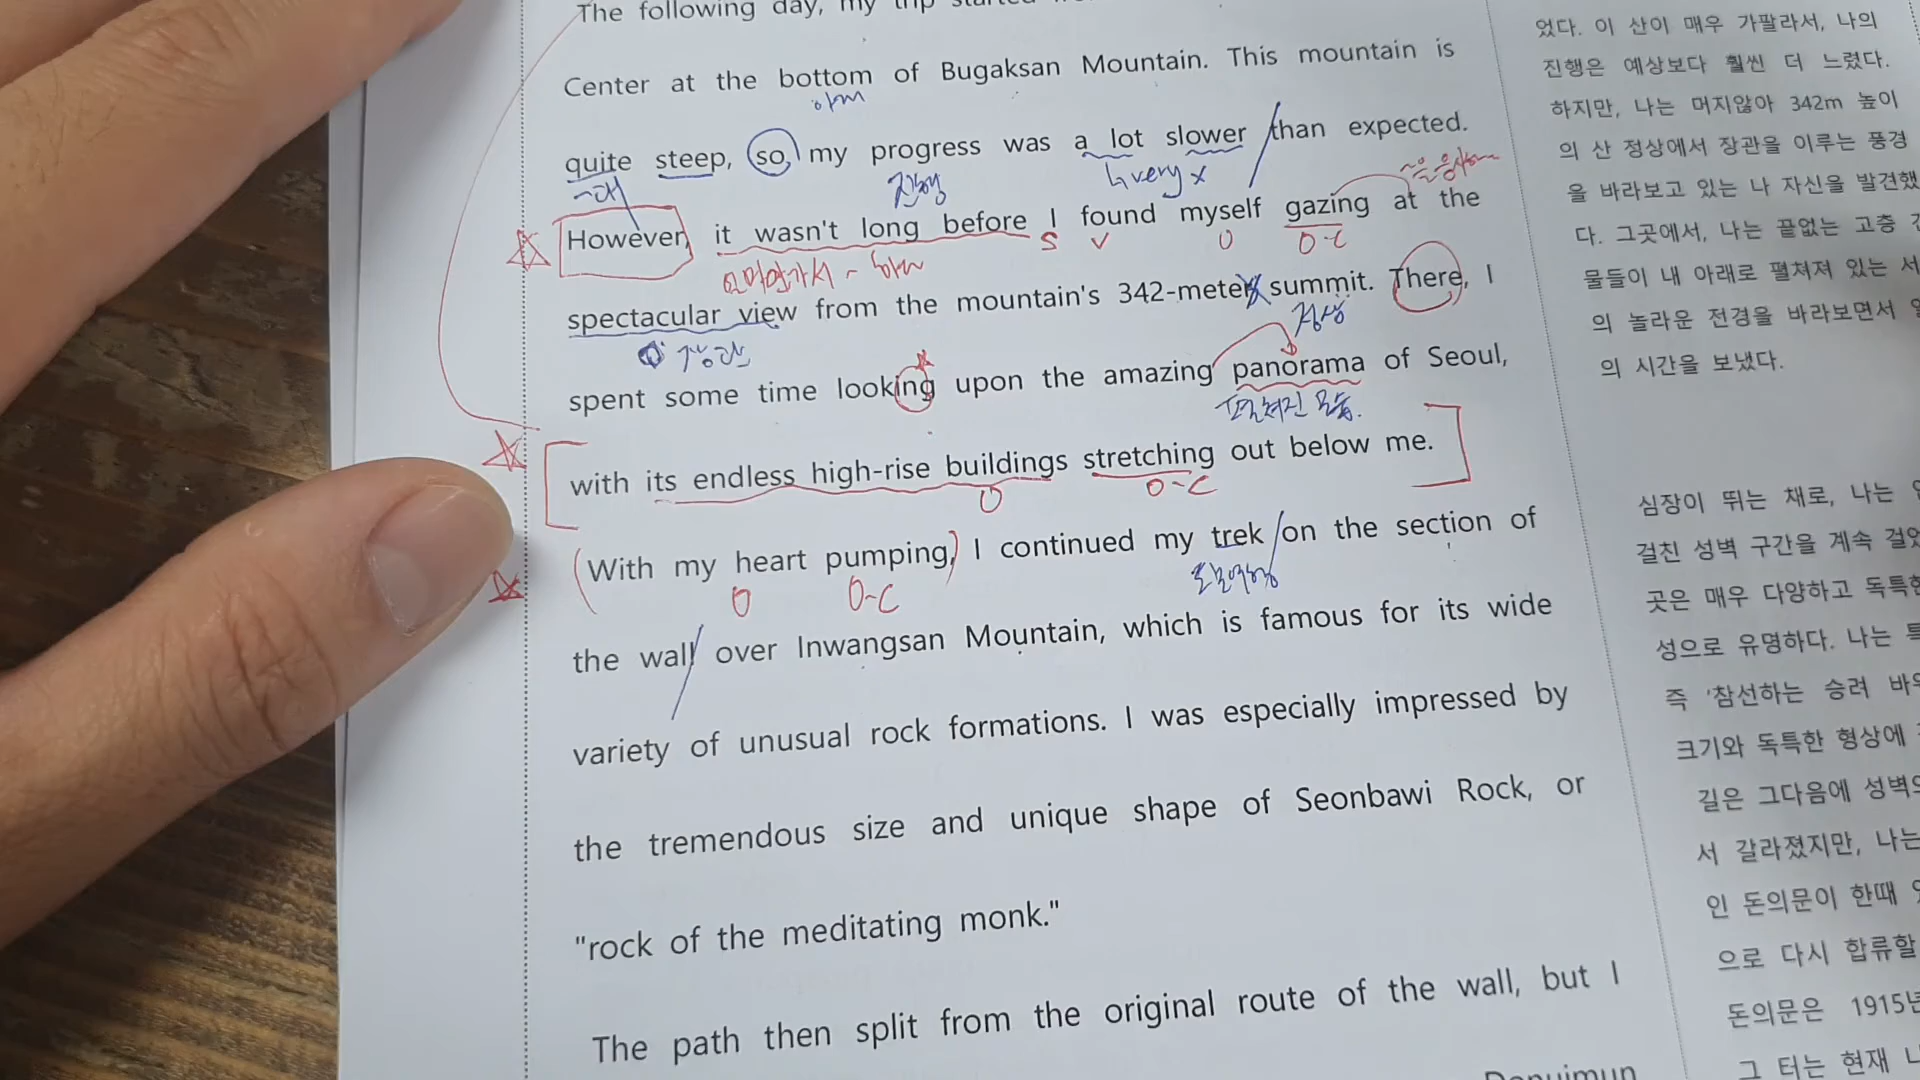 The following day, my trip started
Center at the bottom of Bugaksan Mountain. This mountain is
quite steep, so, my progress was a lot slower than expected.
진행
very x
However, it wasn't long before I found myself gazing at the
S V O O·C
spectacular view from the mountain's 342-meter summit. There, I
정상
spent some time looking upon the amazing panorama of Seoul,
펼쳐진 모습.
with its endless high-rise buildings stretching out below me.
O O-C
(With my heart pumping,) I continued my trek on the section of
O O-C
the wall over Inwangsan Mountain, which is famous for its wide
variety of unusual rock formations. I was especially impressed by
the tremendous size and unique shape of Seonbawi Rock, or
"rock of the meditating monk."
The path then split from the original route of the wall, but I
Donuimun
었다. 이 산이 매우 가팔라서, 나의
진행은 예상보다 훨씬 더 느렸다.
하지만, 나는 머지않아 342m 높이
의 산 정상에서 장관을 이루는 풍경
을 바라보고 있는 나 자신을 발견했
다. 그곳에서, 나는 끝없는 고층 건
물들이 내 아래로 펼쳐져 있는 서
의 놀라운 전경을 바라보면서
의 시간을 보냈다.
심장이 뛰는 채로, 나는
걸친 성벽 구간을 계속 걸었
곳은 매우 다양하고 독특한
성으로 유명하다. 나는 특
즉 '참선하는 승려 바위
크기와 독특한 형상에
길은 그다음에 성벽의
서 갈라졌지만, 나는
인 돈의문이 한때
으로 다시 합류할
돈의문은 1915년
그 터는 현재